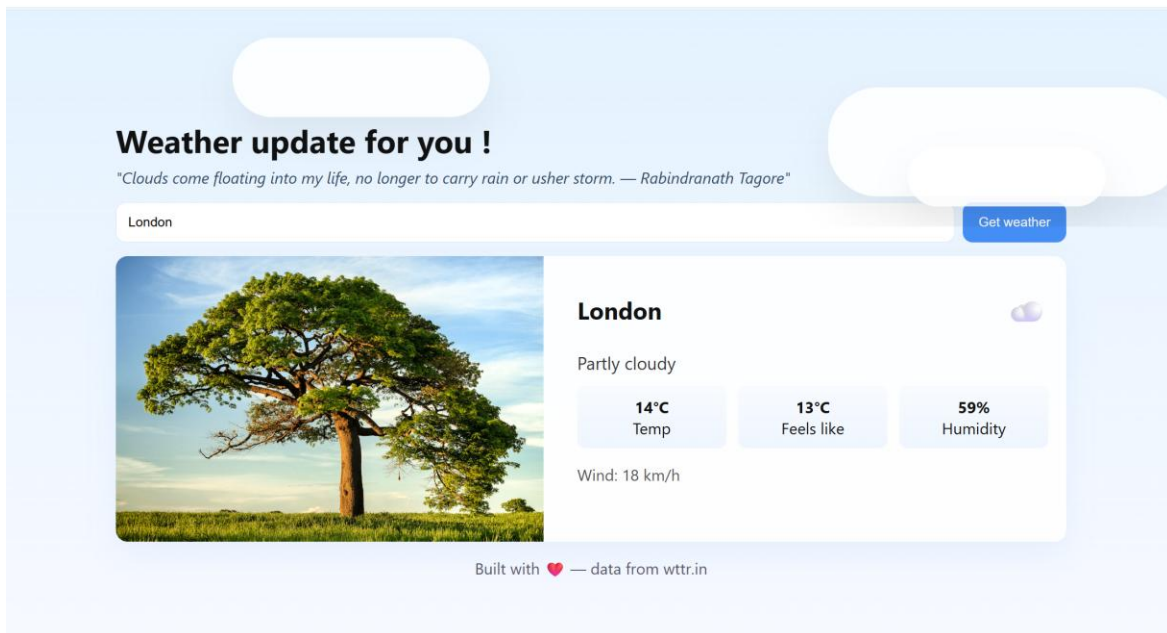 Weather update for you !
"Clouds come floating into my life, no longer to carry rain or usher storm. — Rabindranath Tagore"
London
Get weather
London
Partly cloudy
14°C
Temp
13°C
Feels like
59%
Humidity
Wind: 18 km/h
Built with ❤️ — data from wttr.in